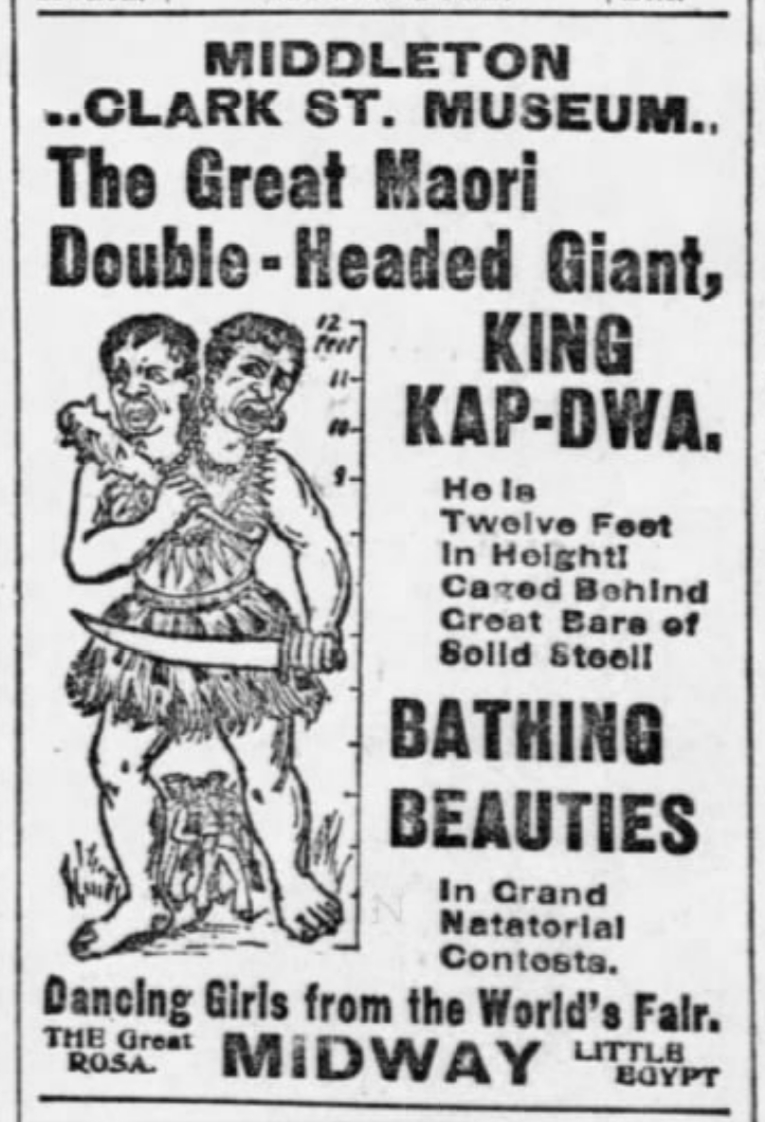 MIDDLETON
..CLARK ST. MUSEUM..
The Great Maori
Double-Headed Giant,
12
feet
11
10
9
KING
KAP-DWA.
He Is
Twelve Feet
In Height!
Caged Behind
Great Bars of
Solid Steel!
BATHING
BEAUTIES
In Grand
Natatorial
Contests.
Dancing Girls from the World's Fair.
THE Great
ROSA.
MIDWAY
LITTLE
EGYPT